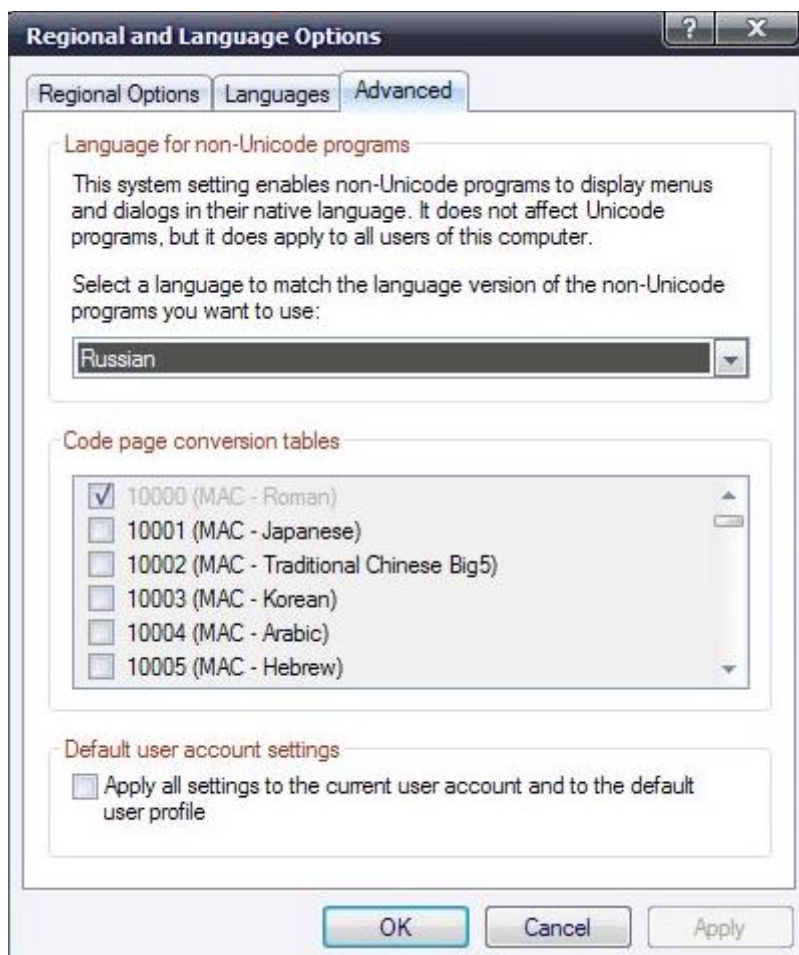 Regional and Language Options
Regional Options
Languages
Advanced
Language for non-Unicode programs
This system setting enables non-Unicode programs to display menus
and dialogs in their native language. It does not affect Unicode
programs, but it does apply to all users of this computer.
Select a language to match the language version of the non-Unicode
programs you want to use:
Russian
Code page conversion tables
10000 (MAC - Roman)
10001 (MAC - Japanese)
10002 (MAC - Traditional Chinese Big5)
10003 (MAC - Korean)
10004 (MAC - Arabic)
10005 (MAC - Hebrew)
Default user account settings
Apply all settings to the current user account and to the default
user profile
OK
Cancel
Apply